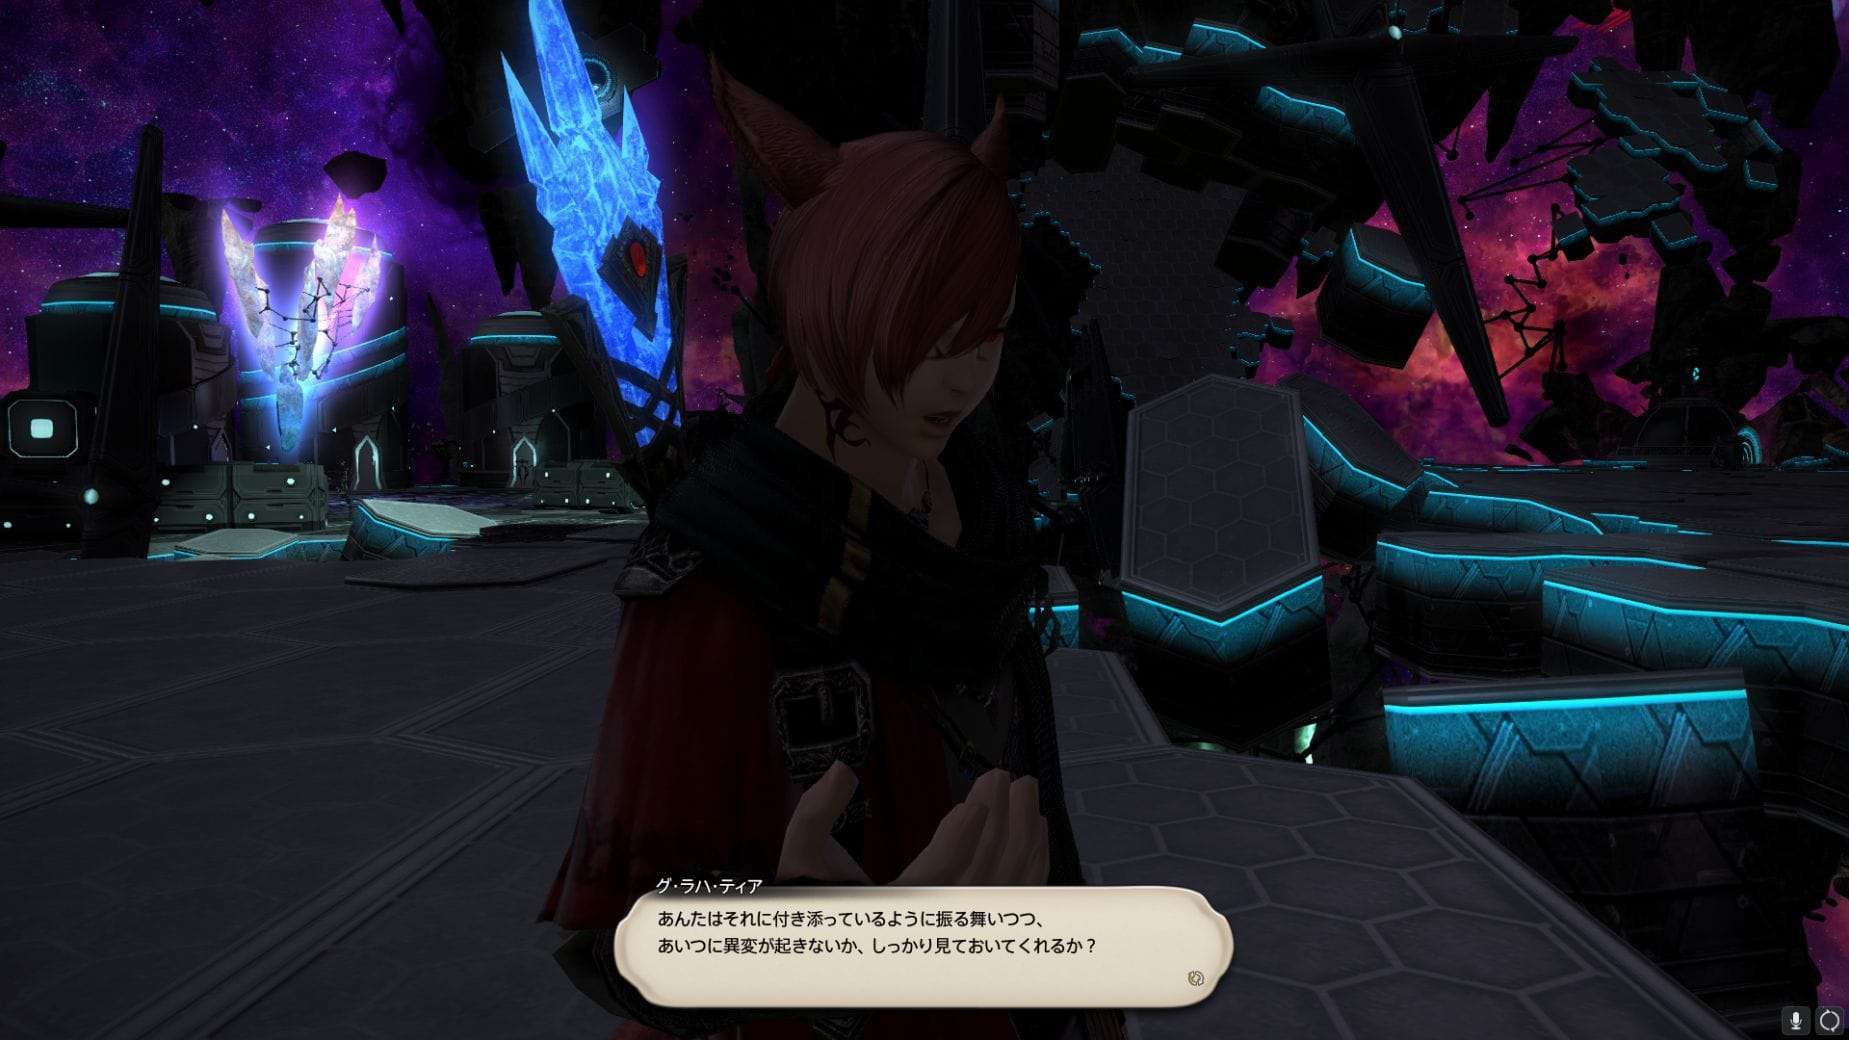 グ・ラハ・ティア
あんたはそれに付き添っているように振る舞いつつ、
あいつに異変が起きないか、しっかり見ておいてくれるか？